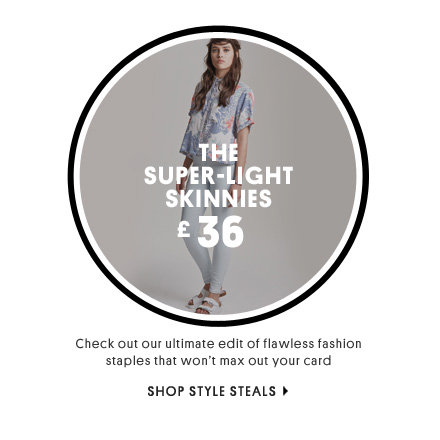 THE
SUPER-LIGHT
SKINNIES
£36
Check out our ultimate edit of flawless fashion
staples that won't max out your card
SHOP STYLE STEALS